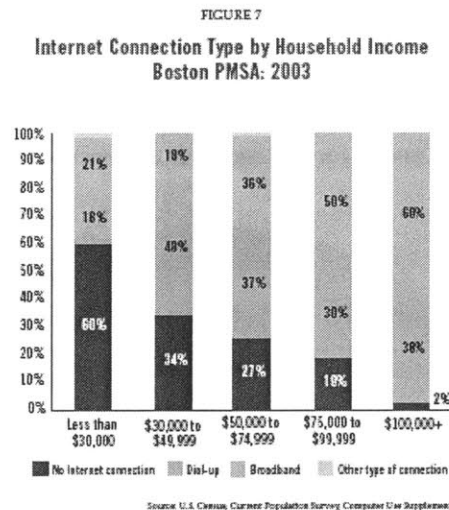 FIGURE 7
Internet Connection Type by Household Income
Boston PMSA: 2003
100%
90%
80%
70%
60%
50%
40%
30%
20%
10%
0%
21%
18%
60%
18%
48%
34%
36%
37%
27%
50%
30%
19%
60%
38%
2%
Less than
$30,000
$30,000 to
$49,999
$50,000 to
$74,999
$75,000 to
$99,999
$100,000+
No Internet connection
Dial-up
Broadband
Other type of connection
Source: U.S. Census, Current Population Survey Computer Use Supplement